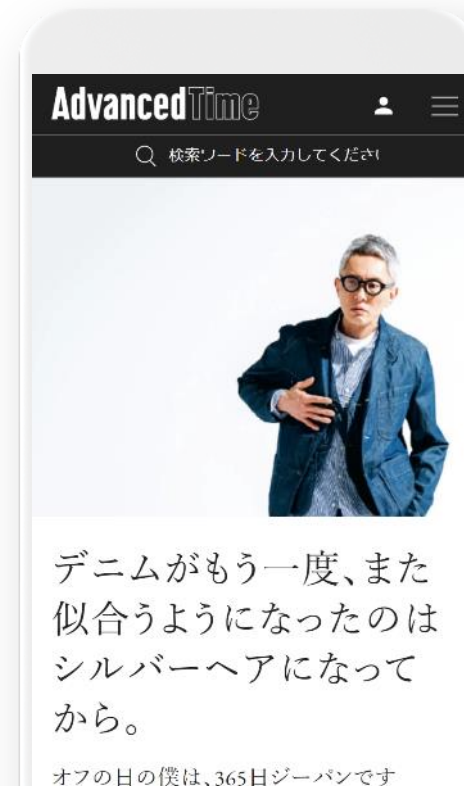 AdvancedTime
検索ワードを入力してくださ
デニムがもう一度、また
似合うようになったのは
シルバーヘアになって
から。
オフの日の僕は、365日ジーパンです